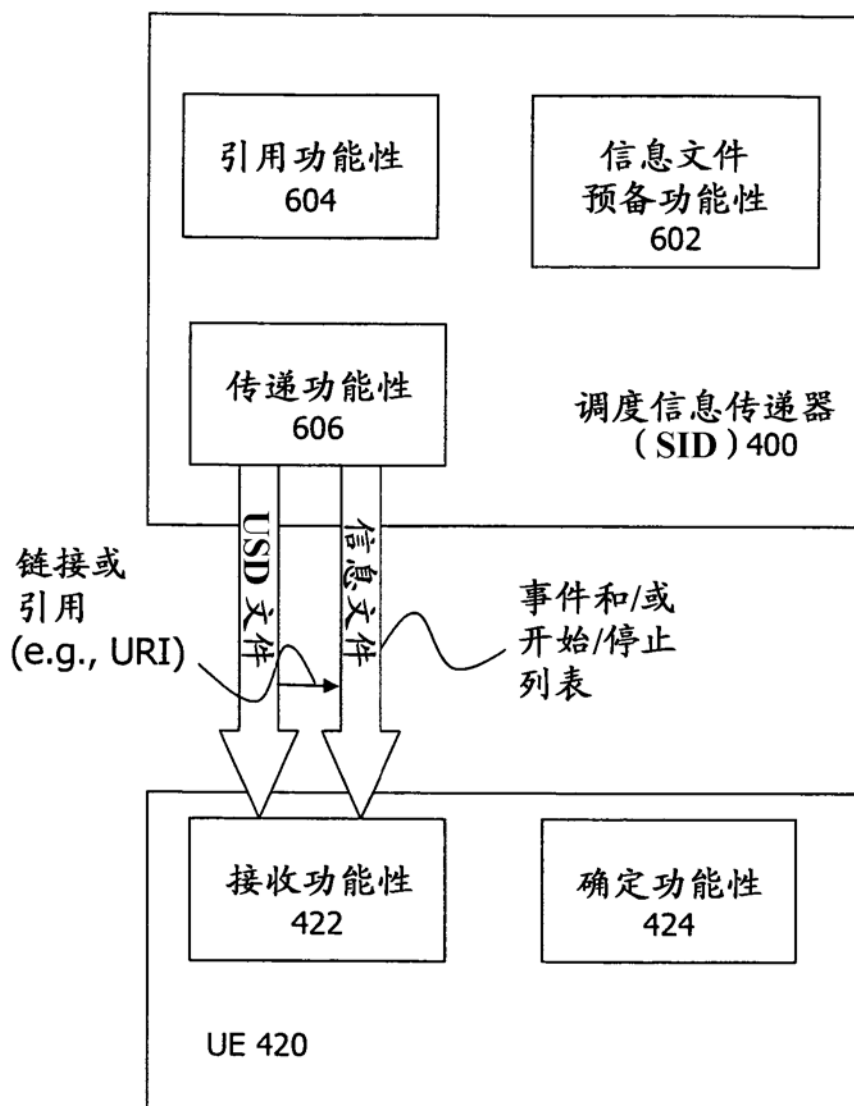 引用功能性
604
信息文件
预备功能性
602
传递功能性
606
调度信息传递器
（SID）400
链接或
引用
(e.g., URI)
USD 文件
信息文件
事件和/或
开始/停止
列表
接收功能性
422
确定功能性
424
UE 420